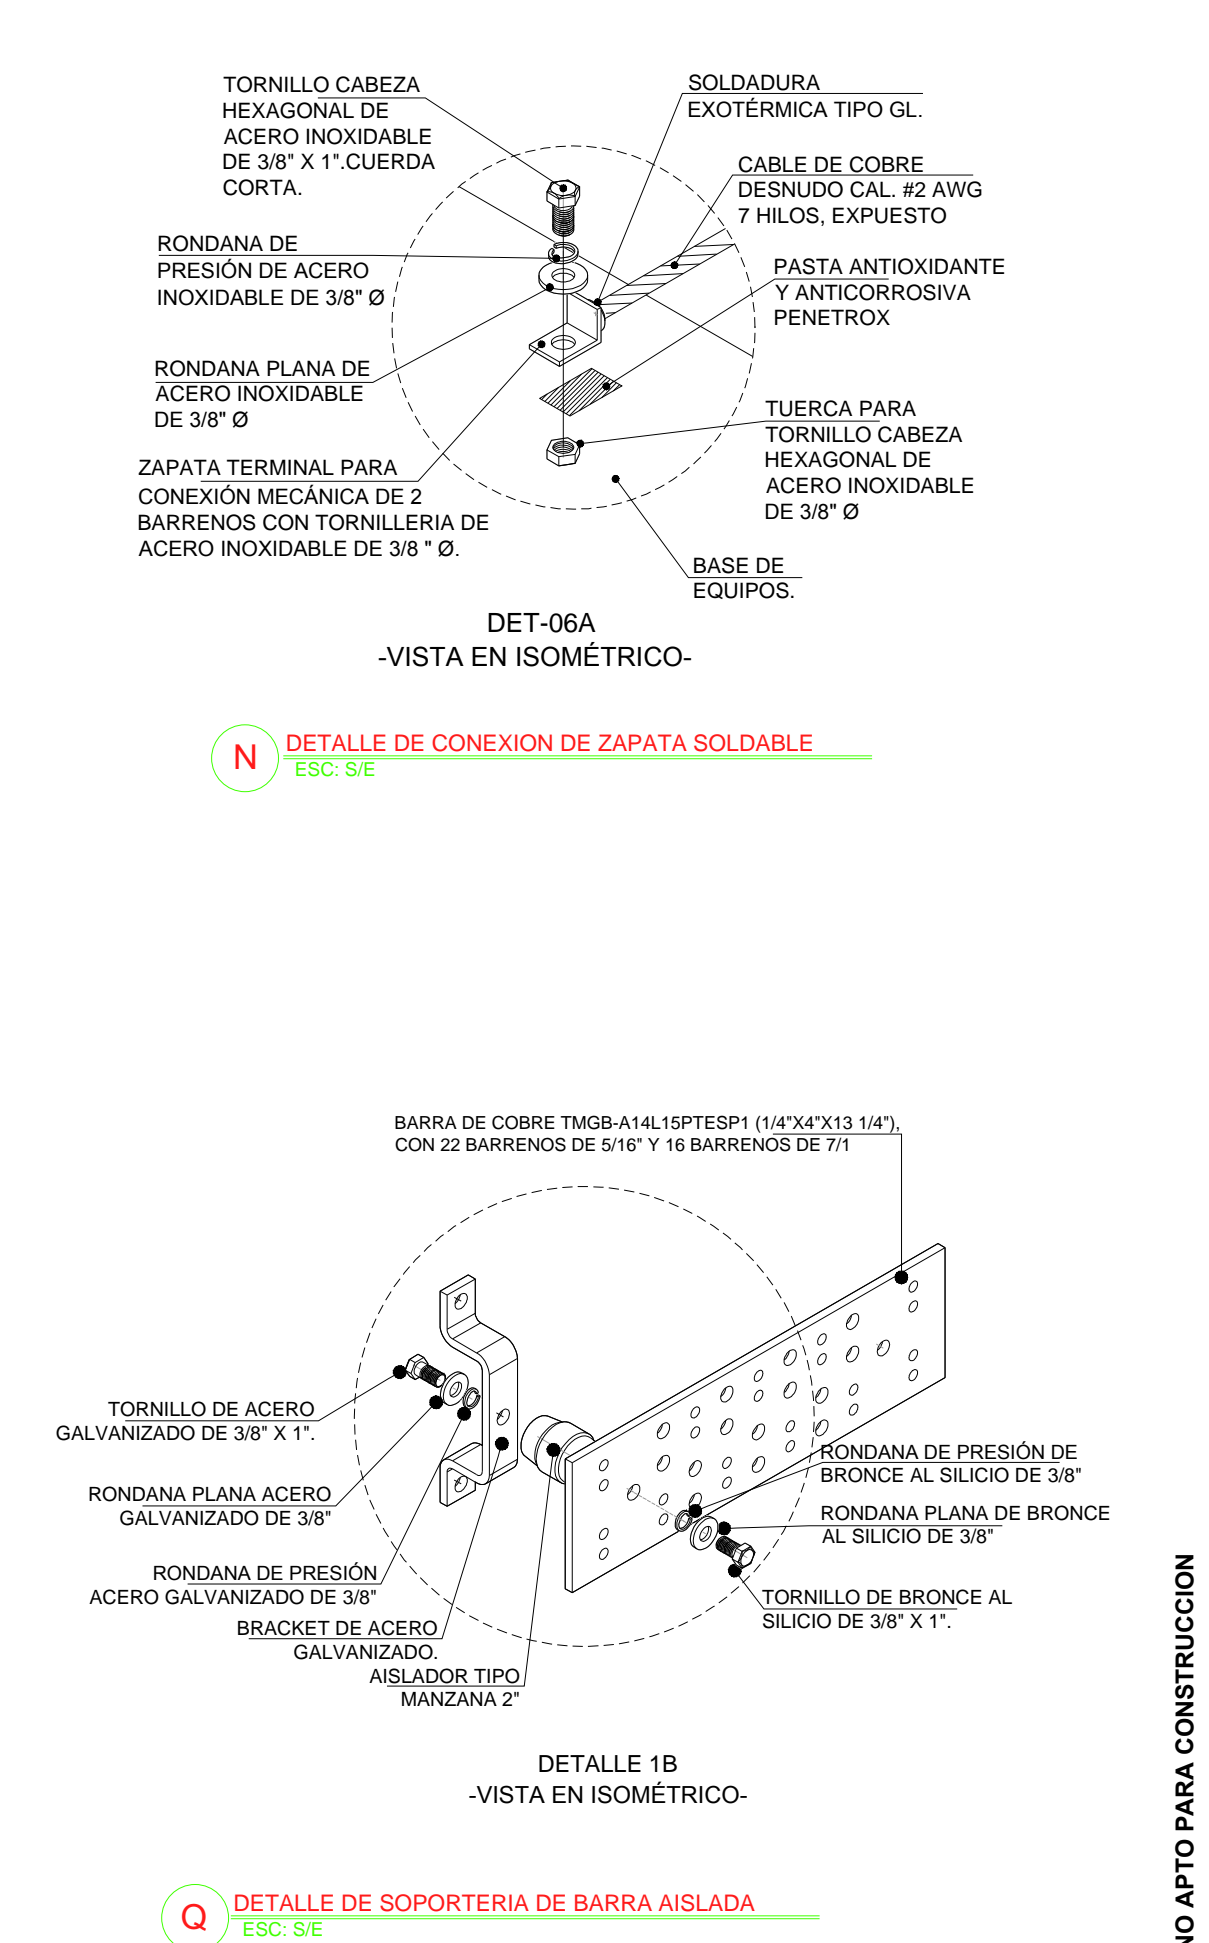 TORNILLO CABEZA
HEXAGONAL DE
ACERO INOXIDABLE
DE 3/8" X 1".CUERDA
CORTA.
SOLDADURA
EXOTÉRMICA TIPO GL.
CABLE DE COBRE
DESNUDO CAL. #2 AWG
7 HILOS, EXPUESTO
RONDANA DE
PRESIÓN DE ACERO
INOXIDABLE DE 3/8" Ø
PASTA ANTIOXIDANTE
Y ANTICORROSIVA
PENETROX
RONDANA PLANA DE
ACERO INOXIDABLE
DE 3/8" Ø
TUERCA PARA
TORNILLO CABEZA
HEXAGONAL DE
ACERO INOXIDABLE
DE 3/8" Ø
ZAPATA TERMINAL PARA
CONEXIÓN MECÁNICA DE 2
BARRENOS CON TORNILLERIA DE
ACERO INOXIDABLE DE 3/8 " Ø.
BASE DE
EQUIPOS.
DET-06A
-VISTA EN ISOMÉTRICO-
N
DETALLE DE CONEXION DE ZAPATA SOLDABLE
ESC: S/E
BARRA DE COBRE TMGB-A14L15PTESP1 (1/4"X4"X13 1/4"),
CON 22 BARRENOS DE 5/16" Y 16 BARRENOS DE 7/1
TORNILLO DE ACERO
GALVANIZADO DE 3/8" X 1".
RONDANA PLANA ACERO
GALVANIZADO DE 3/8"
RONDANA DE PRESIÓN
ACERO GALVANIZADO DE 3/8"
BRACKET DE ACERO
GALVANIZADO.
AISLADOR TIPO
MANZANA 2"
RONDANA DE PRESIÓN DE
BRONCE AL SILICIO DE 3/8"
RONDANA PLANA DE BRONCE
AL SILICIO DE 3/8"
TORNILLO DE BRONCE AL
SILICIO DE 3/8" X 1".
DETALLE 1B
-VISTA EN ISOMÉTRICO-
Q
DETALLE DE SOPORTERIA DE BARRA AISLADA
ESC: S/E
NO APTO PARA CONSTRUCCION